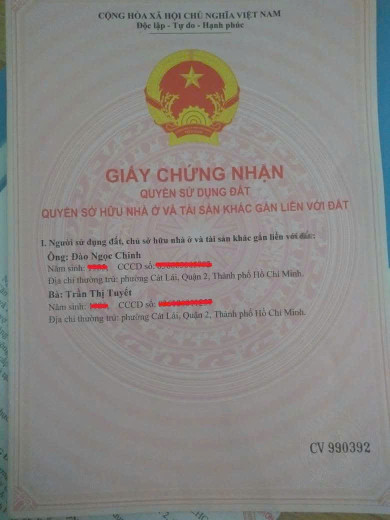 CỘNG HÒA XÃ HỘI CHỦ NGHĨA VIỆT NAM
Độc lập - Tự do - Hạnh phúc
GIẤY CHỨNG NHẬN
QUYỀN SỬ DỤNG ĐẤT
QUYỀN SỞ HỮU NHÀ Ở VÀ TÀI SẢN KHÁC GẮN LIỀN VỚI ĐẤT
I. Người sử dụng đất, chủ sở hữu nhà ở và tài sản khác gắn liền với đất:
Ông: Đào Ngọc Chinh
Năm sinh: CCCD số:
Địa chỉ thường trú: phường Cát Lái, Quận 2, Thành phố Hồ Chí Minh.
Bà: Trần Thị Tuyết
Năm sinh: CCCD số:
Địa chỉ thường trú: phường Cát Lái, Quận 2, Thành phố Hồ Chí Minh.
CV 990392